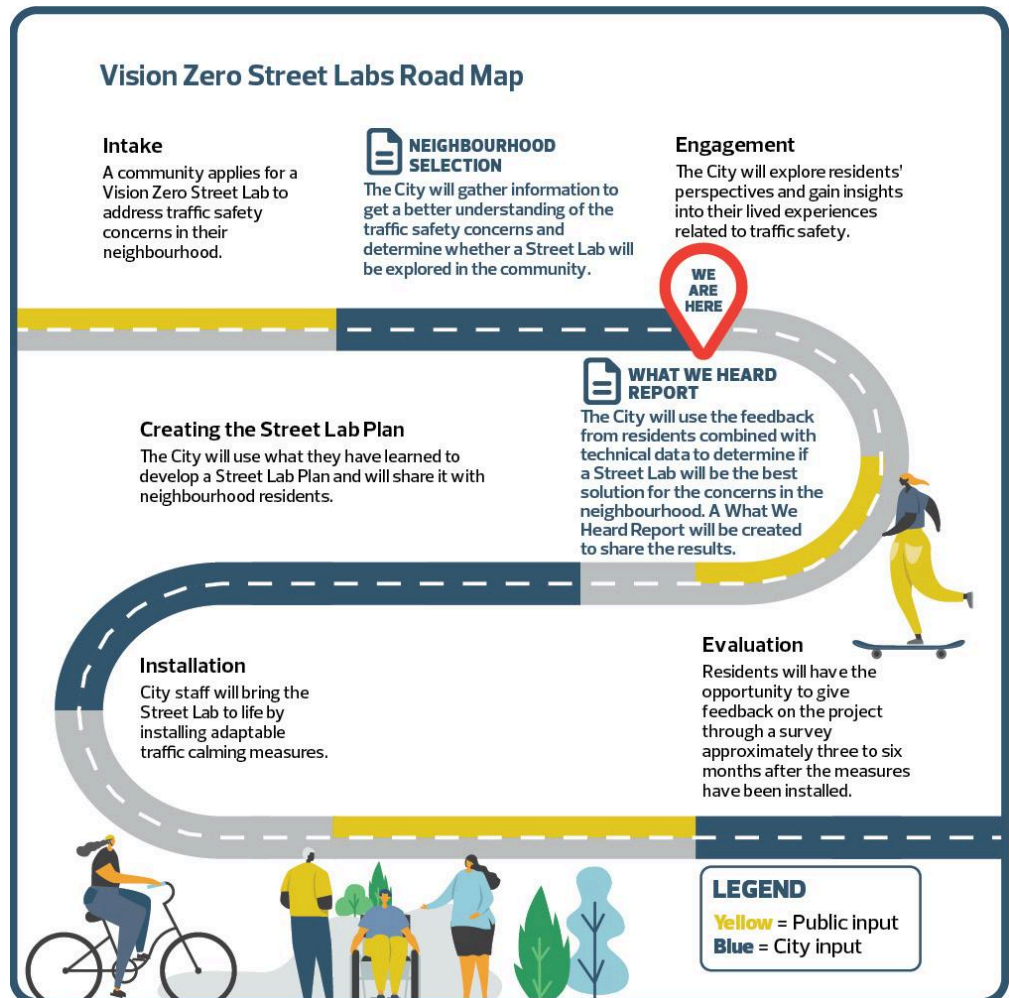 Vision Zero Street Labs Road Map
Intake
A community applies for a
Vision Zero Street Lab to
address traffic safety
concerns in their
neighbourhood.
NEIGHBOURHOOD
SELECTION
The City will gather information to
get a better understanding of the
traffic safety concerns and
determine whether a Street Lab will
be explored in the community.
Engagement
The City will explore residents'
perspectives and gain insights
into their lived experiences
related to traffic safety.
WE
ARE
HERE
WHAT WE HEARD
REPORT
The City will use the feedback
from residents combined with
technical data to determine if
a Street Lab will be the best
solution for the concerns in the
neighbourhood. A What We
Heard Report will be created
to share the results.
Creating the Street Lab Plan
The City will use what they have learned to
develop a Street Lab Plan and will share it with
neighbourhood residents.
Installation
City staff will bring the
Street Lab to life by
installing adaptable
traffic calming measures.
Evaluation
Residents will have the
opportunity to give
feedback on the project
through a survey
approximately three to six
months after the measures
have been installed.
LEGEND
Yellow = Public input
Blue = City input